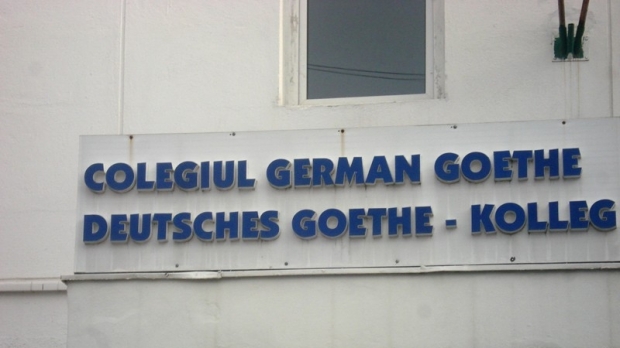 COLEGIUL GERMAN GOETHE
DEUTSCHES GOETHE - KOLLEG